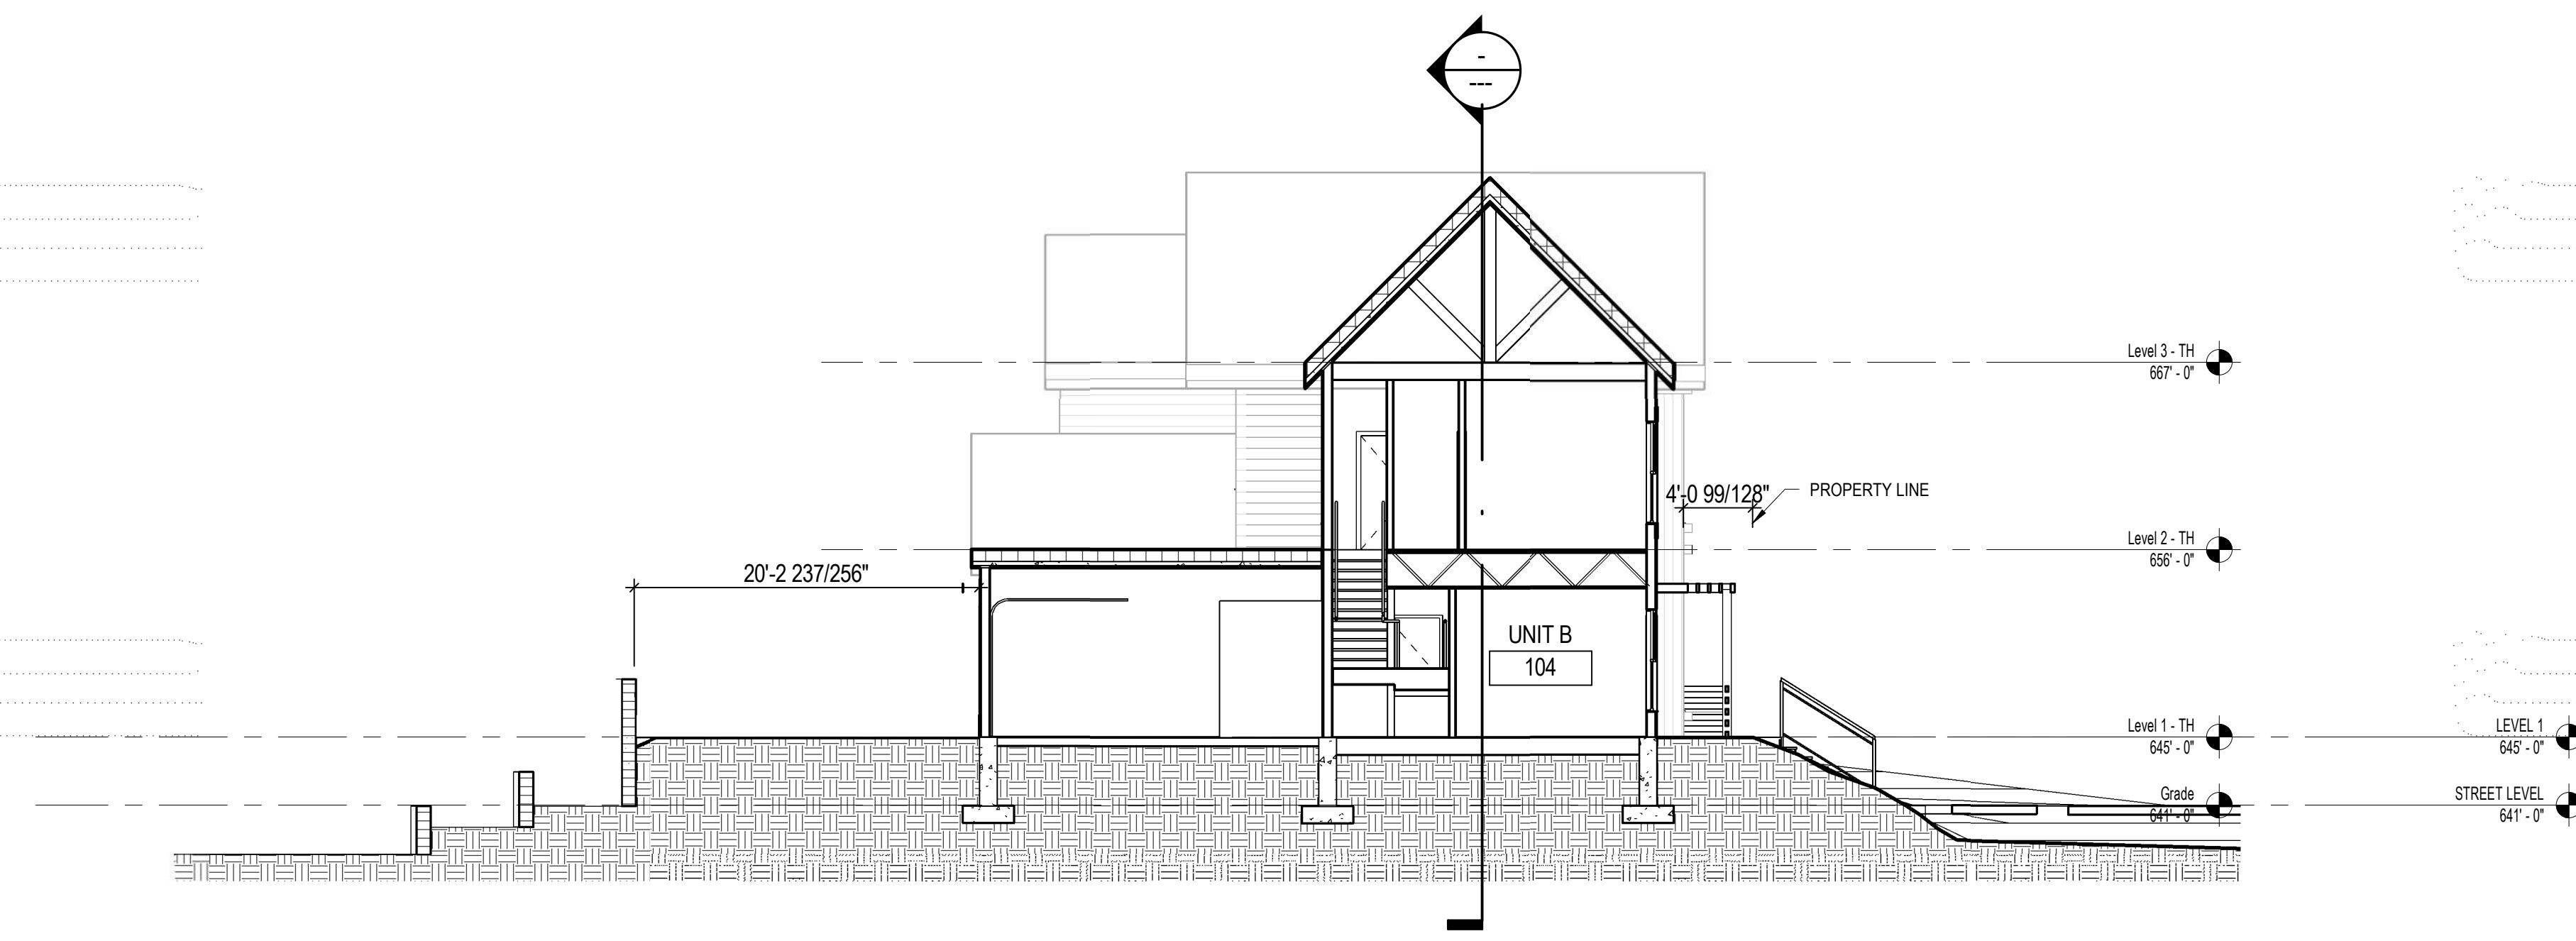 -
---
Level 3 - TH
667' - 0"
4'-0 99/128"
PROPERTY LINE
Level 2 - TH
656' - 0"
20'-2 237/256"
UNIT B
104
Level 1 - TH
645' - 0"
LEVEL 1
645' - 0"
Grade
641' - 0"
STREET LEVEL
641' - 0"